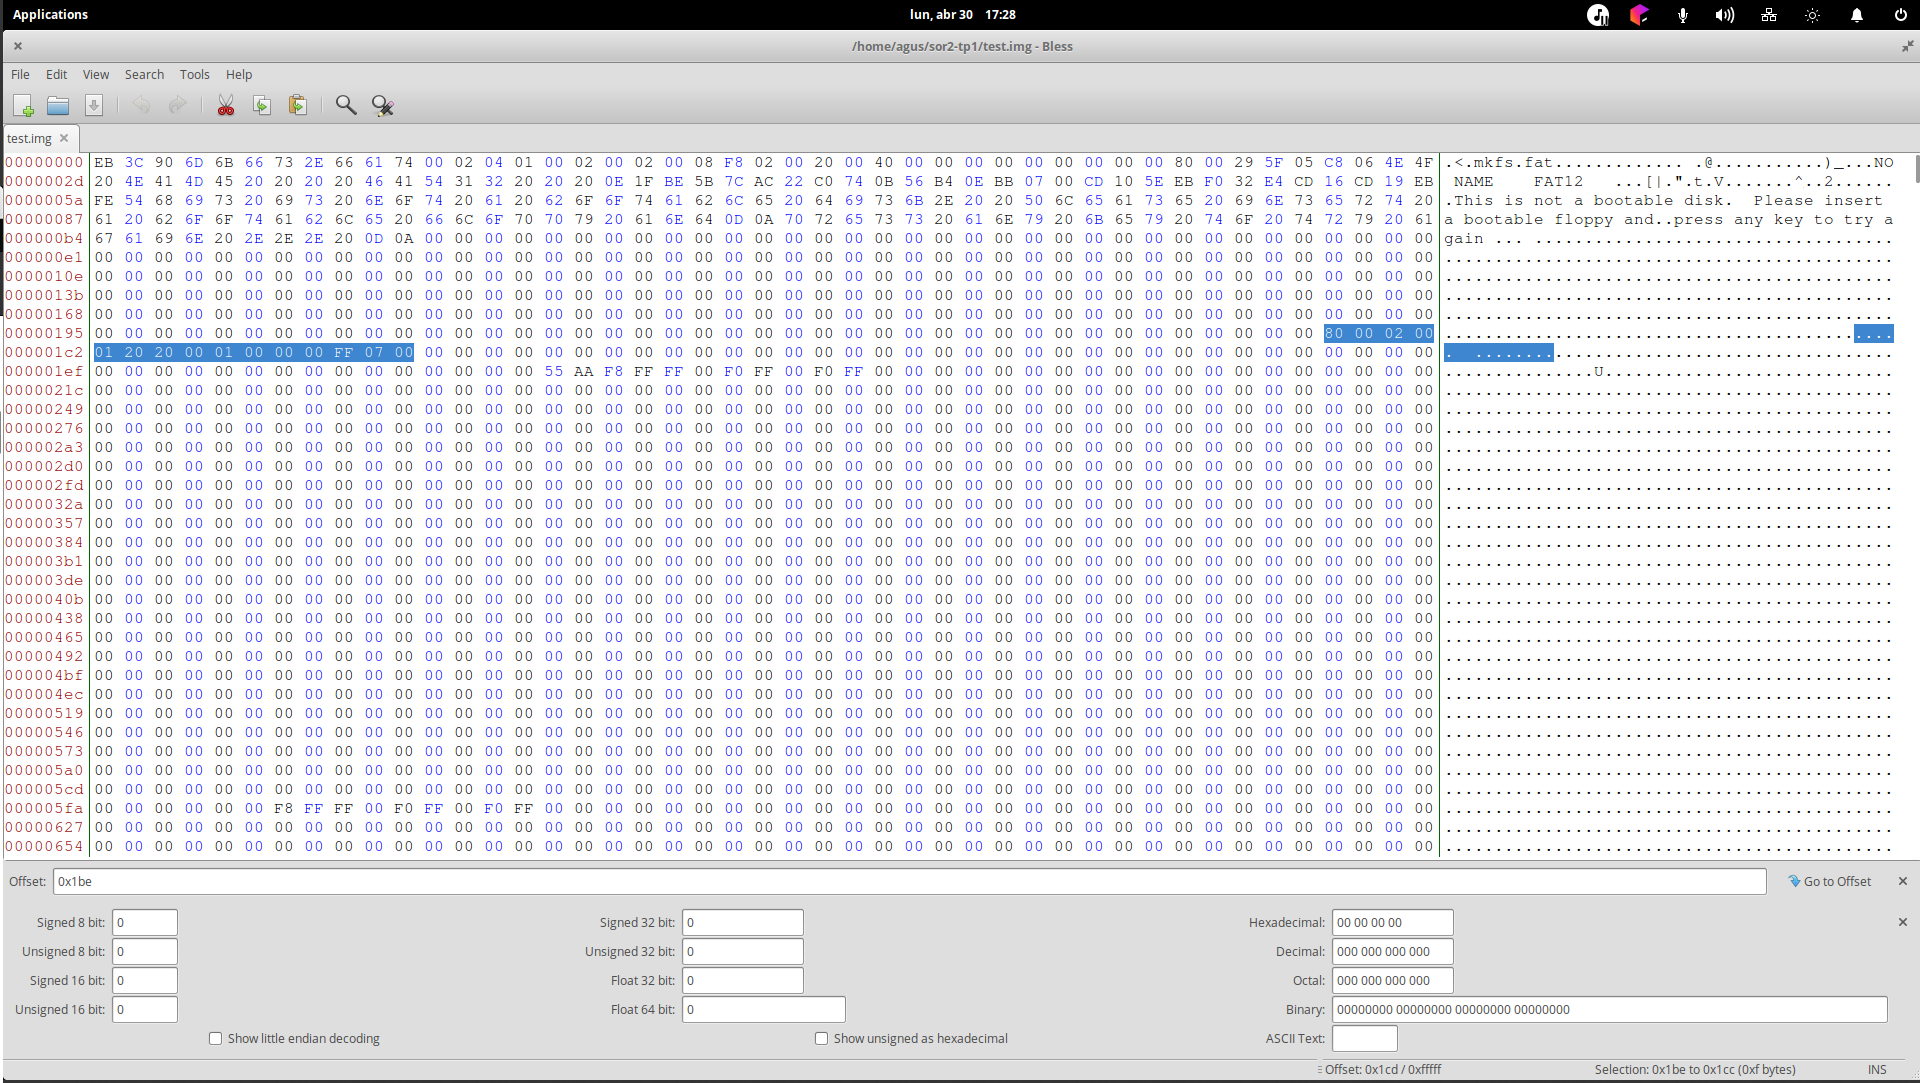 Applications
lun, abr 30 17:28
/home/agus/sor2-tp1/test.img - Bless
File Edit View Search Tools Help
test.img
00000000 EB 3C 90 6D 6B 66 73 2E 66 61 74 00 02 04 01 00 02 00 02 00 08 F8 02 00 20 00 40 00 00 00 00 00 00 00 00 00 80 00 29 5F 05 C8 06 4E 4F .<.mkfs.fat............. .@...........)_...NO
0000002d 20 4E 41 4D 45 20 20 20 20 46 41 54 31 32 20 20 20 0E 1F BE 5B 7C AC 22 C0 74 0B 56 B4 0E BB 07 00 CD 10 5E EB F0 32 E4 CD 16 CD 19 EB  NAME    FAT12   ...[|.".t.V.......^..2......
0000005a FE 54 68 69 73 20 69 73 20 6E 6F 74 20 61 20 62 6F 6F 74 61 62 6C 65 20 64 69 73 6B 2E 20 20 50 6C 65 61 73 65 20 69 6E 73 65 72 74 20 .This is not a bootable disk.  Please insert
00000087 61 20 62 6F 6F 74 61 62 6C 65 20 66 6C 6F 70 70 79 20 61 6E 64 0D 0A 70 72 65 73 73 20 61 6E 79 20 6B 65 79 20 74 6F 20 74 72 79 20 61 a bootable floppy and..press any key to try a
000000b4 67 61 69 6E 20 2E 2E 2E 20 0D 0A 00 00 00 00 00 00 00 00 00 00 00 00 00 00 00 00 00 00 00 00 00 00 00 00 00 00 00 00 00 00 00 00 00 00 gain ... ....................................
000000e1 00 00 00 00 00 00 00 00 00 00 00 00 00 00 00 00 00 00 00 00 00 00 00 00 00 00 00 00 00 00 00 00 00 00 00 00 00 00 00 00 00 00 00 00 00 .............................................
0000010e 00 00 00 00 00 00 00 00 00 00 00 00 00 00 00 00 00 00 00 00 00 00 00 00 00 00 00 00 00 00 00 00 00 00 00 00 00 00 00 00 00 00 00 00 00 .............................................
0000013b 00 00 00 00 00 00 00 00 00 00 00 00 00 00 00 00 00 00 00 00 00 00 00 00 00 00 00 00 00 00 00 00 00 00 00 00 00 00 00 00 00 00 00 00 00 .............................................
00000168 00 00 00 00 00 00 00 00 00 00 00 00 00 00 00 00 00 00 00 00 00 00 00 00 00 00 00 00 00 00 00 00 00 00 00 00 00 00 00 00 00 00 00 00 00 .............................................
00000195 00 00 00 00 00 00 00 00 00 00 00 00 00 00 00 00 00 00 00 00 00 00 00 00 00 00 00 00 00 00 00 00 00 00 00 00 00 00 00 00 00 80 00 02 00 .............................................
000001c2 01 20 20 00 01 00 00 00 FF 07 00 00 00 00 00 00 00 00 00 00 00 00 00 00 00 00 00 00 00 00 00 00 00 00 00 00 00 00 00 00 00 00 00 00 00 .  ..........................................
000001ef 00 00 00 00 00 00 00 00 00 00 00 00 00 00 00 55 AA F8 FF FF 00 F0 FF 00 F0 FF 00 00 00 00 00 00 00 00 00 00 00 00 00 00 00 00 00 00 00 ...............U.............................
0000021c 00 00 00 00 00 00 00 00 00 00 00 00 00 00 00 00 00 00 00 00 00 00 00 00 00 00 00 00 00 00 00 00 00 00 00 00 00 00 00 00 00 00 00 00 00 .............................................
00000249 00 00 00 00 00 00 00 00 00 00 00 00 00 00 00 00 00 00 00 00 00 00 00 00 00 00 00 00 00 00 00 00 00 00 00 00 00 00 00 00 00 00 00 00 00 .............................................
00000276 00 00 00 00 00 00 00 00 00 00 00 00 00 00 00 00 00 00 00 00 00 00 00 00 00 00 00 00 00 00 00 00 00 00 00 00 00 00 00 00 00 00 00 00 00 .............................................
000002a3 00 00 00 00 00 00 00 00 00 00 00 00 00 00 00 00 00 00 00 00 00 00 00 00 00 00 00 00 00 00 00 00 00 00 00 00 00 00 00 00 00 00 00 00 00 .............................................
000002d0 00 00 00 00 00 00 00 00 00 00 00 00 00 00 00 00 00 00 00 00 00 00 00 00 00 00 00 00 00 00 00 00 00 00 00 00 00 00 00 00 00 00 00 00 00 .............................................
000002fd 00 00 00 00 00 00 00 00 00 00 00 00 00 00 00 00 00 00 00 00 00 00 00 00 00 00 00 00 00 00 00 00 00 00 00 00 00 00 00 00 00 00 00 00 00 .............................................
0000032a 00 00 00 00 00 00 00 00 00 00 00 00 00 00 00 00 00 00 00 00 00 00 00 00 00 00 00 00 00 00 00 00 00 00 00 00 00 00 00 00 00 00 00 00 00 .............................................
00000357 00 00 00 00 00 00 00 00 00 00 00 00 00 00 00 00 00 00 00 00 00 00 00 00 00 00 00 00 00 00 00 00 00 00 00 00 00 00 00 00 00 00 00 00 00 .............................................
00000384 00 00 00 00 00 00 00 00 00 00 00 00 00 00 00 00 00 00 00 00 00 00 00 00 00 00 00 00 00 00 00 00 00 00 00 00 00 00 00 00 00 00 00 00 00 .............................................
000003b1 00 00 00 00 00 00 00 00 00 00 00 00 00 00 00 00 00 00 00 00 00 00 00 00 00 00 00 00 00 00 00 00 00 00 00 00 00 00 00 00 00 00 00 00 00 .............................................
000003de 00 00 00 00 00 00 00 00 00 00 00 00 00 00 00 00 00 00 00 00 00 00 00 00 00 00 00 00 00 00 00 00 00 00 00 00 00 00 00 00 00 00 00 00 00 .............................................
0000040b 00 00 00 00 00 00 00 00 00 00 00 00 00 00 00 00 00 00 00 00 00 00 00 00 00 00 00 00 00 00 00 00 00 00 00 00 00 00 00 00 00 00 00 00 00 .............................................
00000438 00 00 00 00 00 00 00 00 00 00 00 00 00 00 00 00 00 00 00 00 00 00 00 00 00 00 00 00 00 00 00 00 00 00 00 00 00 00 00 00 00 00 00 00 00 .............................................
00000465 00 00 00 00 00 00 00 00 00 00 00 00 00 00 00 00 00 00 00 00 00 00 00 00 00 00 00 00 00 00 00 00 00 00 00 00 00 00 00 00 00 00 00 00 00 .............................................
00000492 00 00 00 00 00 00 00 00 00 00 00 00 00 00 00 00 00 00 00 00 00 00 00 00 00 00 00 00 00 00 00 00 00 00 00 00 00 00 00 00 00 00 00 00 00 .............................................
000004bf 00 00 00 00 00 00 00 00 00 00 00 00 00 00 00 00 00 00 00 00 00 00 00 00 00 00 00 00 00 00 00 00 00 00 00 00 00 00 00 00 00 00 00 00 00 .............................................
000004ec 00 00 00 00 00 00 00 00 00 00 00 00 00 00 00 00 00 00 00 00 00 00 00 00 00 00 00 00 00 00 00 00 00 00 00 00 00 00 00 00 00 00 00 00 00 .............................................
00000519 00 00 00 00 00 00 00 00 00 00 00 00 00 00 00 00 00 00 00 00 00 00 00 00 00 00 00 00 00 00 00 00 00 00 00 00 00 00 00 00 00 00 00 00 00 .............................................
00000546 00 00 00 00 00 00 00 00 00 00 00 00 00 00 00 00 00 00 00 00 00 00 00 00 00 00 00 00 00 00 00 00 00 00 00 00 00 00 00 00 00 00 00 00 00 .............................................
00000573 00 00 00 00 00 00 00 00 00 00 00 00 00 00 00 00 00 00 00 00 00 00 00 00 00 00 00 00 00 00 00 00 00 00 00 00 00 00 00 00 00 00 00 00 00 .............................................
000005a0 00 00 00 00 00 00 00 00 00 00 00 00 00 00 00 00 00 00 00 00 00 00 00 00 00 00 00 00 00 00 00 00 00 00 00 00 00 00 00 00 00 00 00 00 00 .............................................
000005cd 00 00 00 00 00 00 00 00 00 00 00 00 00 00 00 00 00 00 00 00 00 00 00 00 00 00 00 00 00 00 00 00 00 00 00 00 00 00 00 00 00 00 00 00 00 .............................................
000005fa 00 00 00 00 00 00 F8 FF FF 00 F0 FF 00 F0 FF 00 00 00 00 00 00 00 00 00 00 00 00 00 00 00 00 00 00 00 00 00 00 00 00 00 00 00 00 00 00 .............................................
00000627 00 00 00 00 00 00 00 00 00 00 00 00 00 00 00 00 00 00 00 00 00 00 00 00 00 00 00 00 00 00 00 00 00 00 00 00 00 00 00 00 00 00 00 00 00 .............................................
00000654 00 00 00 00 00 00 00 00 00 00 00 00 00 00 00 00 00 00 00 00 00 00 00 00 00 00 00 00 00 00 00 00 00 00 00 00 00 00 00 00 00 00 00 00 00 .............................................
Offset: 0x1be Go to Offset
Signed 8 bit: 0 Signed 32 bit: 0 Hexadecimal: 00 00 00 00
Unsigned 8 bit: 0 Unsigned 32 bit: 0 Decimal: 000 000 000 000
Signed 16 bit: 0 Float 32 bit: 0 Octal: 000 000 000 000
Unsigned 16 bit: 0 Float 64 bit: 0 Binary: 00000000 00000000 00000000 00000000
Show little endian decoding Show unsigned as hexadecimal ASCII Text:
Offset: 0x1cd / 0xfffff Selection: 0x1be to 0x1cc (0xf bytes) INS